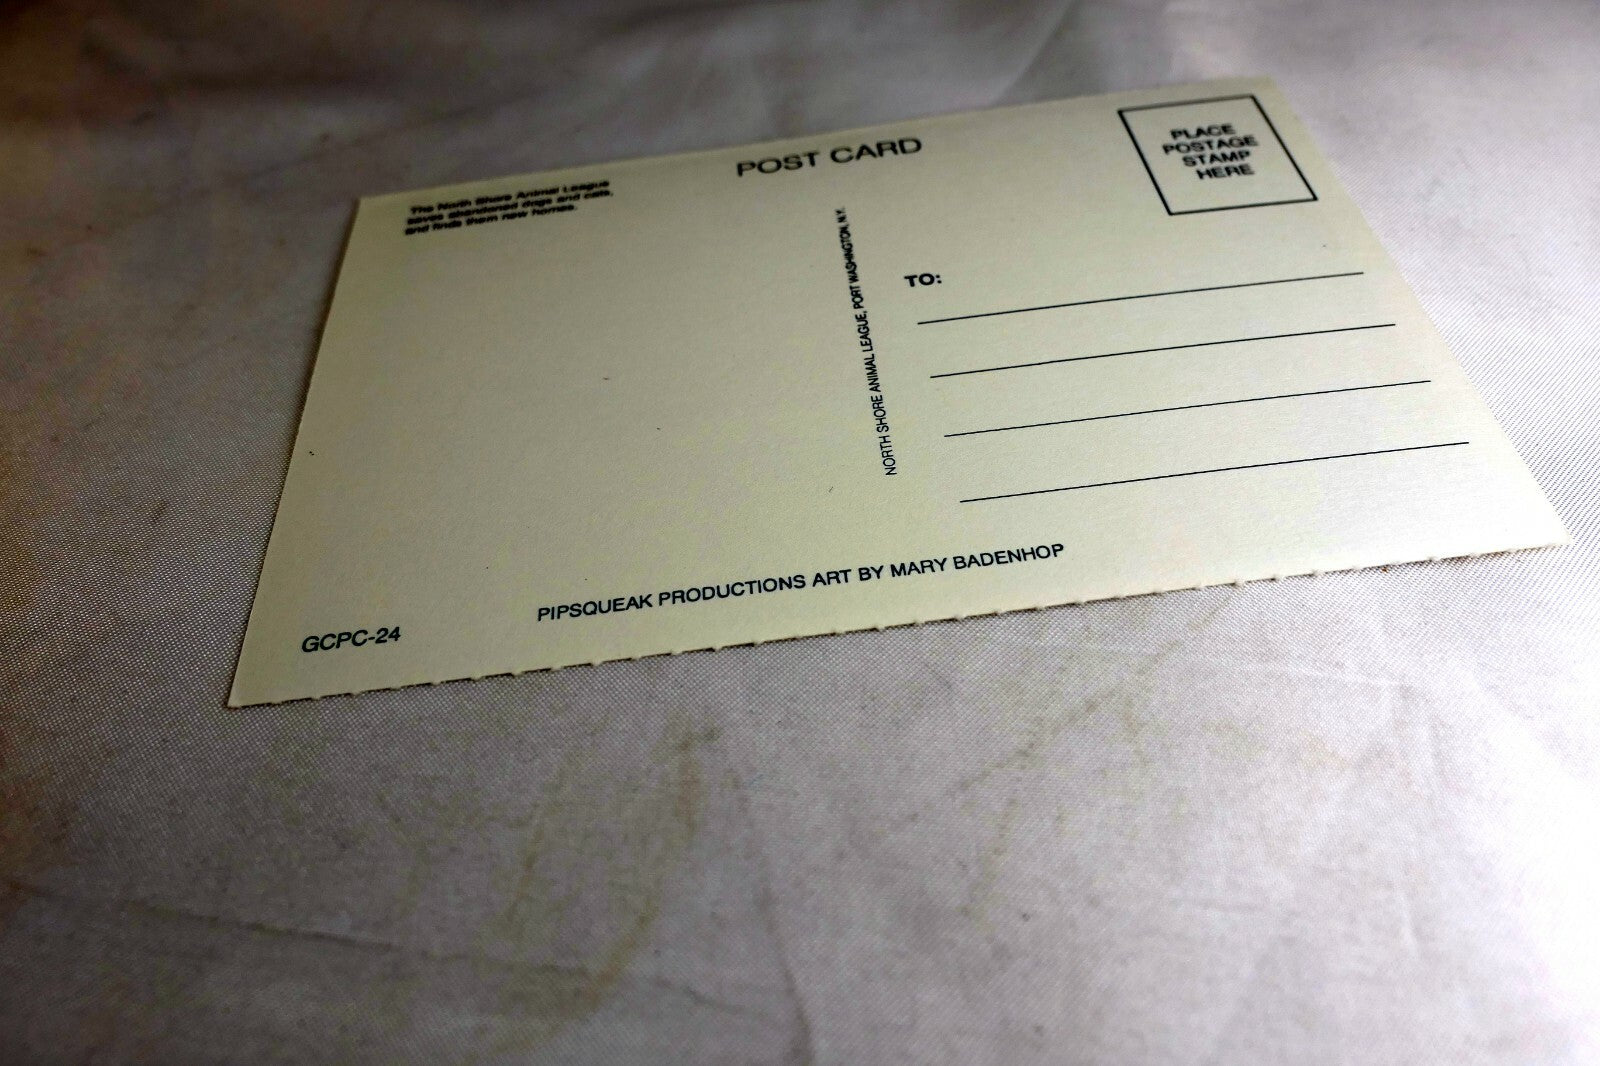 The North Shore Animal League
saves abandoned dogs and cats,
and finds them new homes.
POST CARD
PLACE
POSTAGE
STAMP
HERE
NORTH SHORE ANIMAL LEAGUE, PORT WASHINGTON, N.Y.
TO:
PIPSQUEAK PRODUCTIONS ART BY MARY BADENHOP
GCPC-24